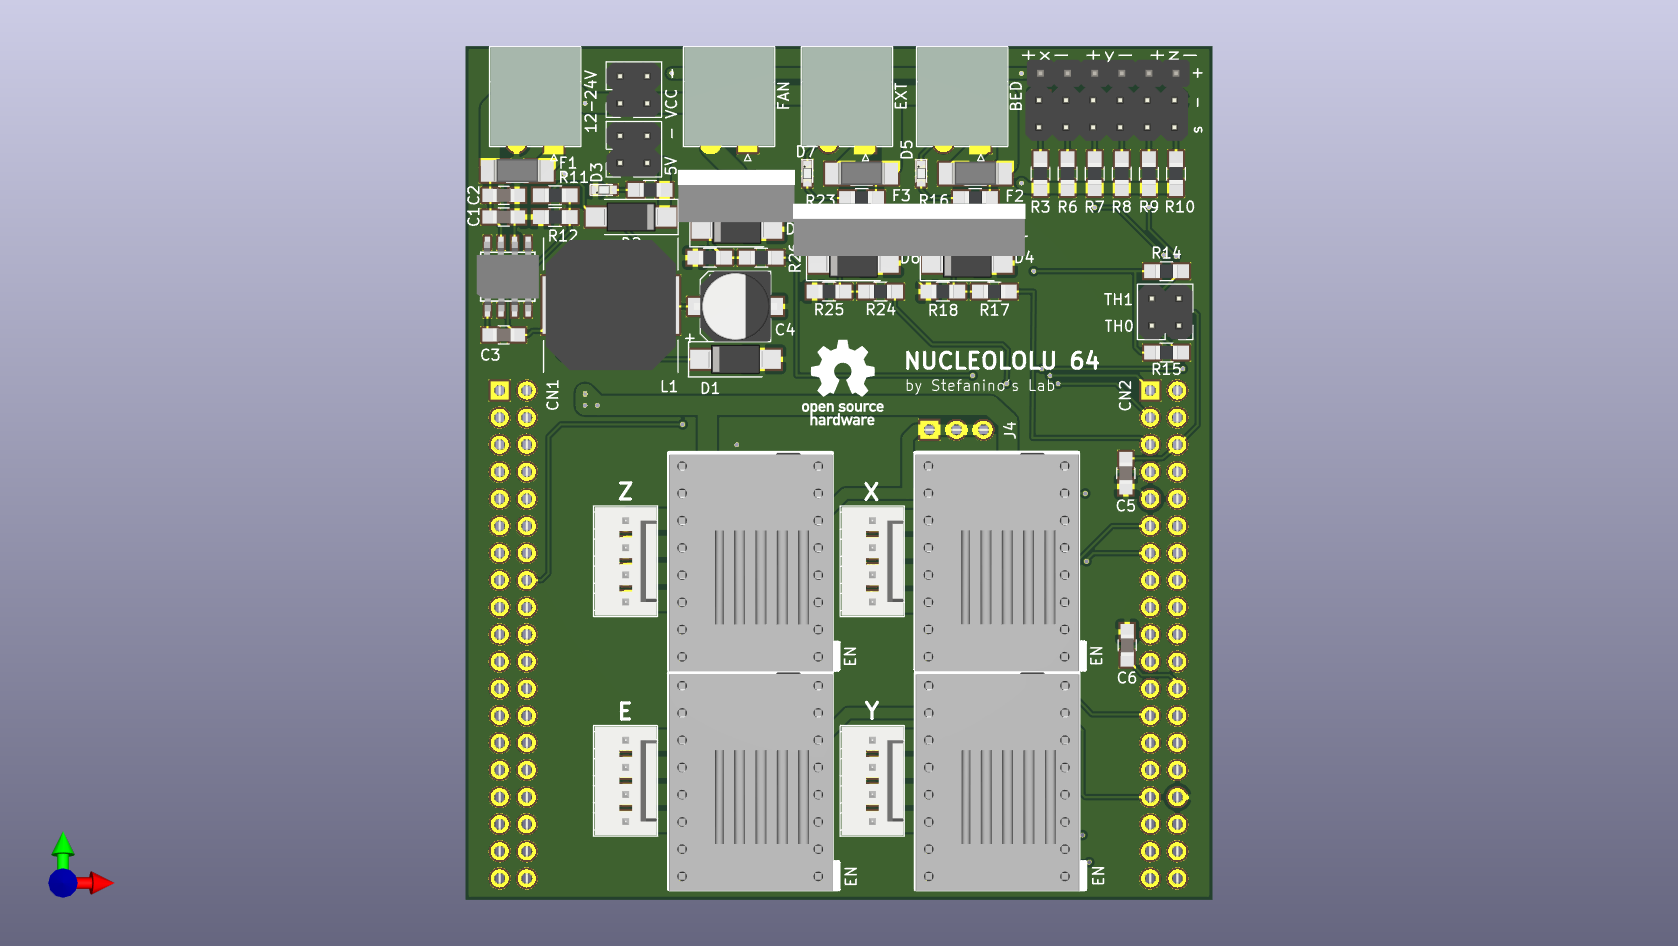 +x- +y- +z-
+
-
s
12-24V
- VCC +
FAN
EXT
BED
5V
F1
R11
D3
D7
D5
F3
F2
R23
R16
R3 R6 R7 R8 R9 R10
C2
C1
R12
D6
D4
R14
TH1
TH0
R15
R25 R24 R18 R17
C3
C4
+
L1
D1
NUCLEOLOLU 64
by Stefanino's Lab
open source
hardware
CN1
CN2
J4
Z
X
C5
EN
EN
C6
E
Y
EN
EN